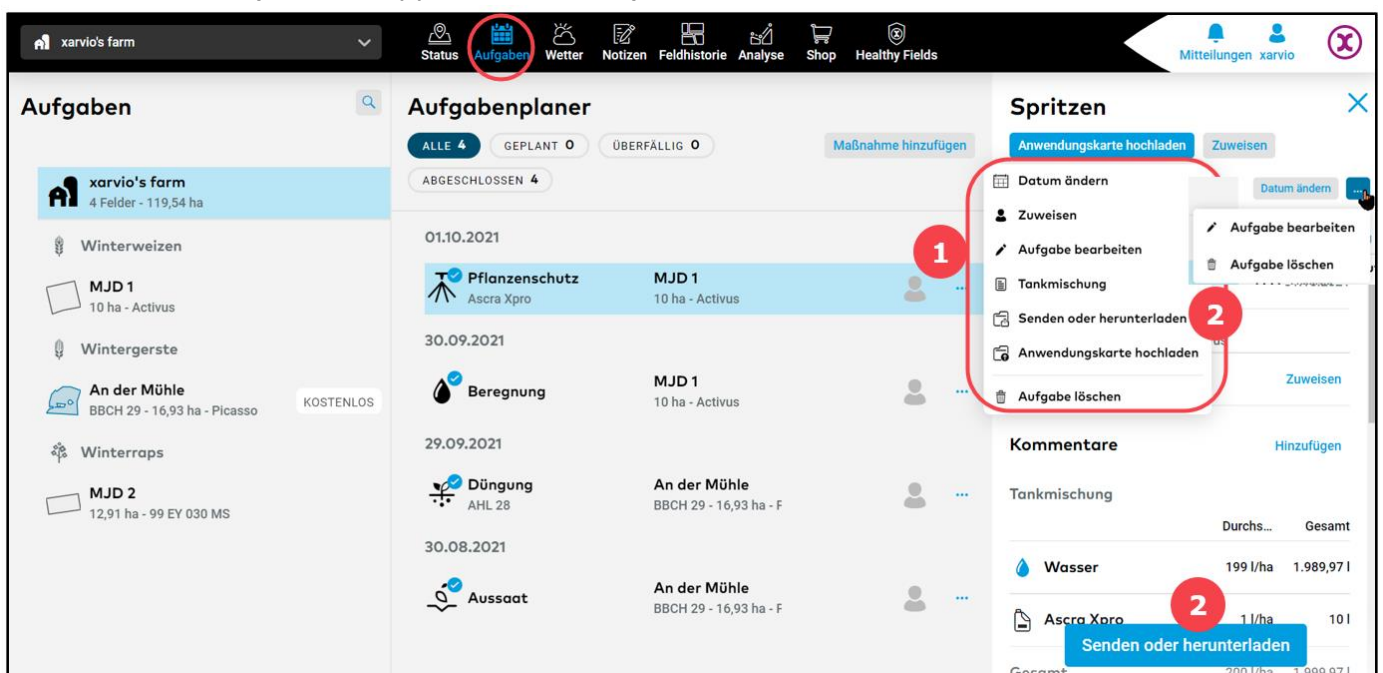 xarvio's farm
Status
Aufgaben
Wetter
Notizen
Feldhistorie
Analyse
Shop
Healthy Fields
Mitteilungen
xarvio
Aufgaben
xarvio's farm
4 Felder - 119,54 ha
Winterweizen
MJD 1
10 ha - Activus
Wintergerste
An der Mühle
BBCH 29 - 16,93 ha - Picasso
KOSTENLOS
Winterraps
MJD 2
12,91 ha - 99 EY 030 MS
Aufgabenplaner
ALLE 4
GEPLANT 0
ÜBERFÄLLIG 0
Maßnahme hinzufügen
ABGESCHLOSSEN 4
01.10.2021
Pflanzenschutz
Ascra Xpro
MJD 1
10 ha - Activus
...
30.09.2021
Beregnung
MJD 1
10 ha - Activus
...
29.09.2021
Düngung
AHL 28
An der Mühle
BBCH 29 - 16,93 ha - F
...
30.08.2021
Aussaat
An der Mühle
BBCH 29 - 16,93 ha - F
...
Spritzen
Anwendungskarte hochladen
Zuweisen
1
Datum ändern
Zuweisen
Aufgabe bearbeiten
Tankmischung
Senden oder herunterladen
Anwendungskarte hochladen
Aufgabe löschen
Datum ändern
...
Aufgabe bearbeiten
Aufgabe löschen
2
Zuweisen
Kommentare
Hinzufügen
Tankmischung
Durchs... Gesamt
Wasser 199 l/ha 1.989,97 l
Ascra Xpro 1 l/ha 10 l
2
Senden oder herunterladen
Gesamt 200 l/ha 1.999,97 l